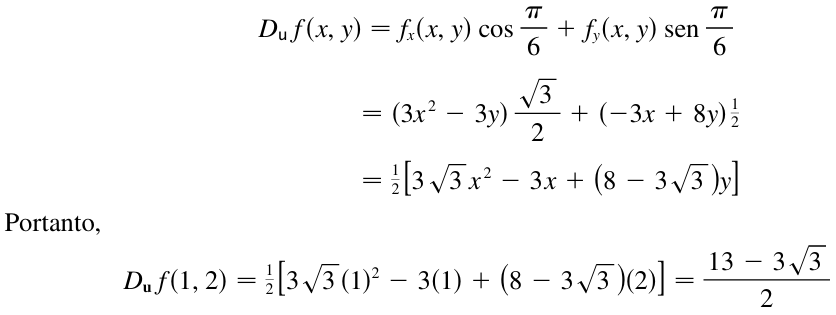 D_u f(x, y) = f_x(x, y) cos π/6 + f_y(x, y) sen π/6
= (3x² − 3y) √3/2 + (−3x + 8y) ½
= ½[3√3 x² − 3x + (8 − 3√3)y]
Portanto,
D_u f(1, 2) = ½[3√3(1)² − 3(1) + (8 − 3√3)(2)] = (13 − 3√3)/2